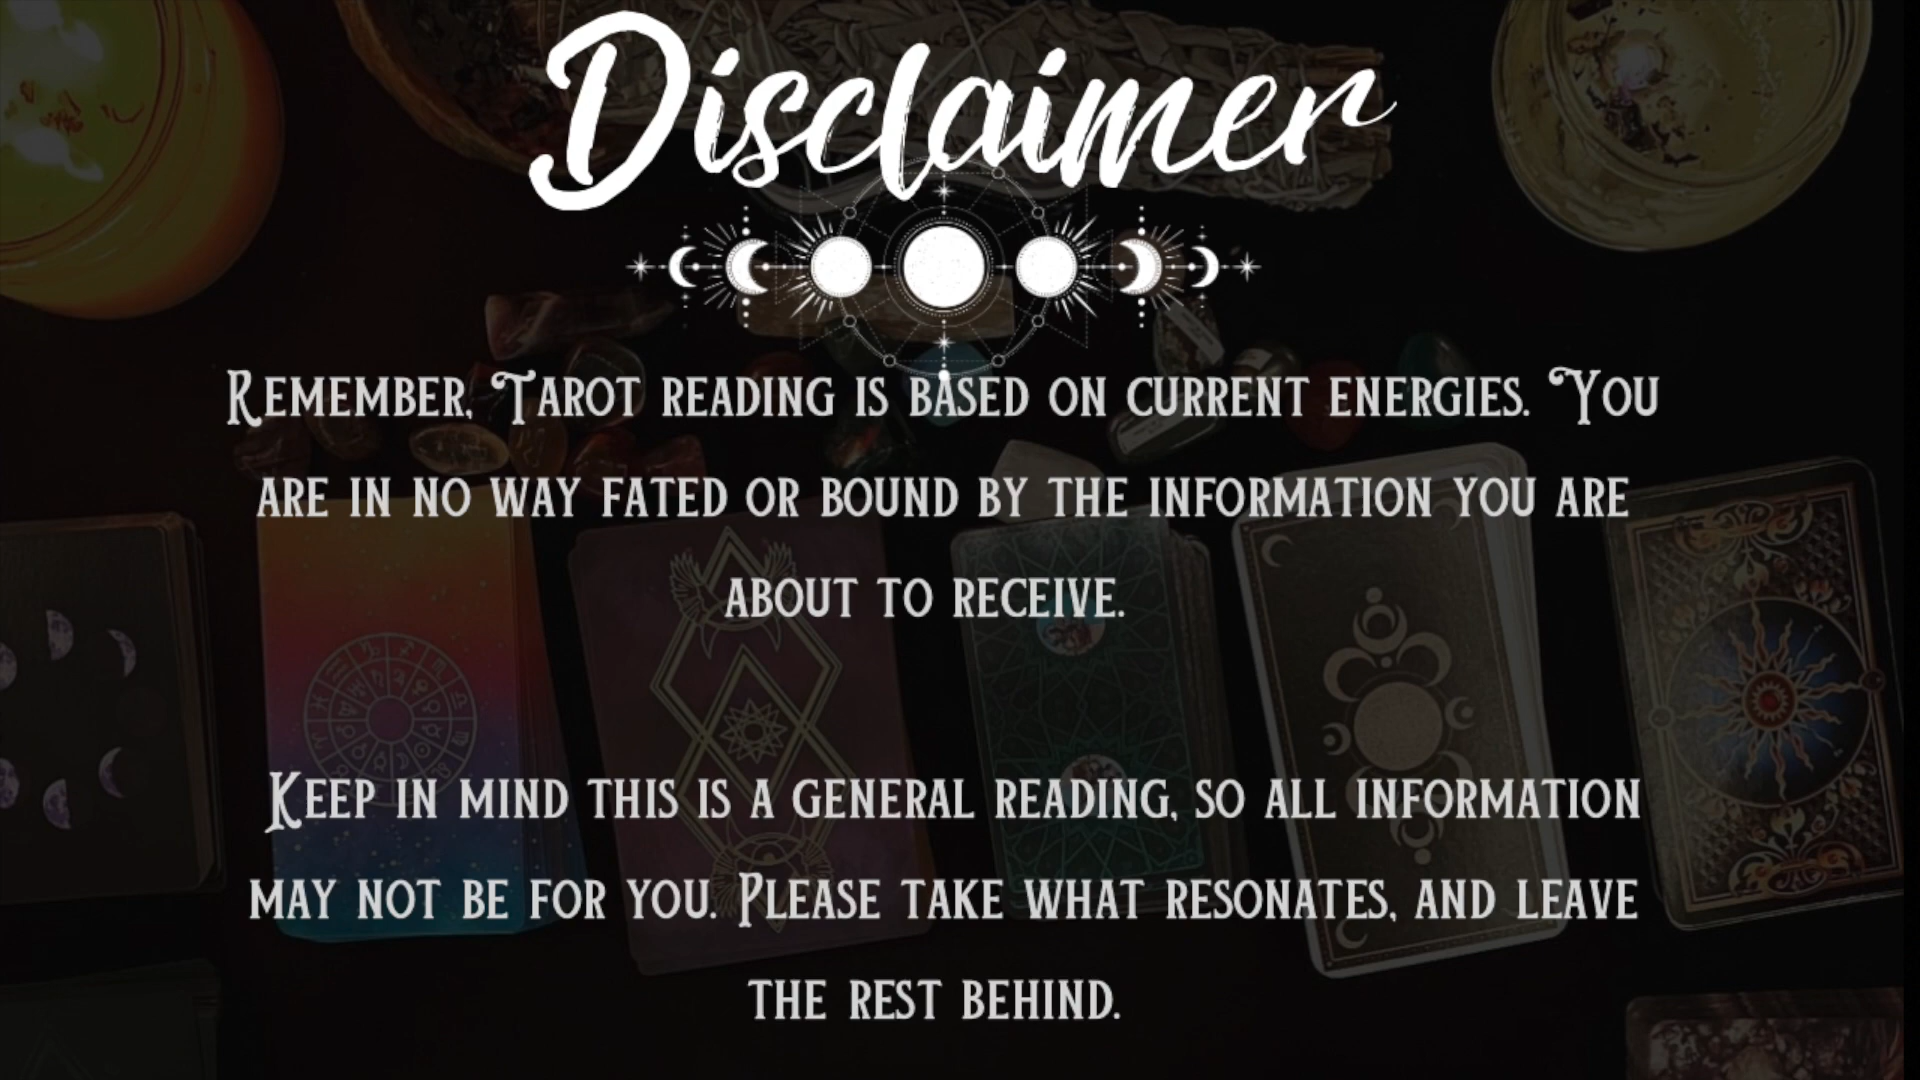 Disclaimer
Remember, Tarot reading is based on current energies. You
are in no way fated or bound by the information you are
about to receive.
Keep in mind this is a general reading, so all information
may not be for you. Please take what resonates, and leave
the rest behind.